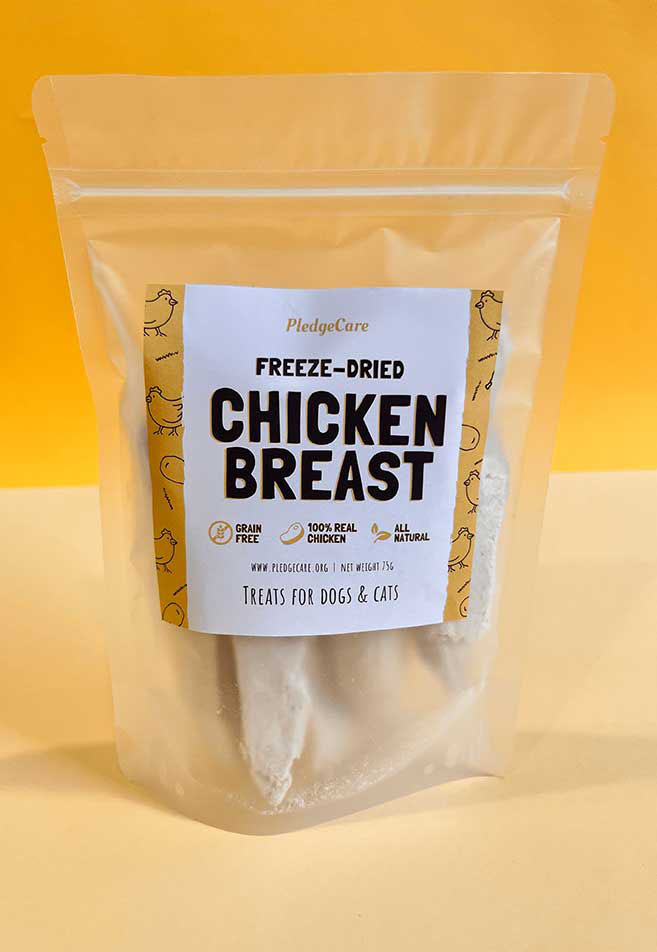 PledgeCare
FREEZE-DRIED
CHICKEN
BREAST
GRAIN FREE
100% REAL CHICKEN
ALL NATURAL
WWW.PLEDGECARE.ORG | NET WEIGHT 75G
TREATS FOR DOGS & CATS